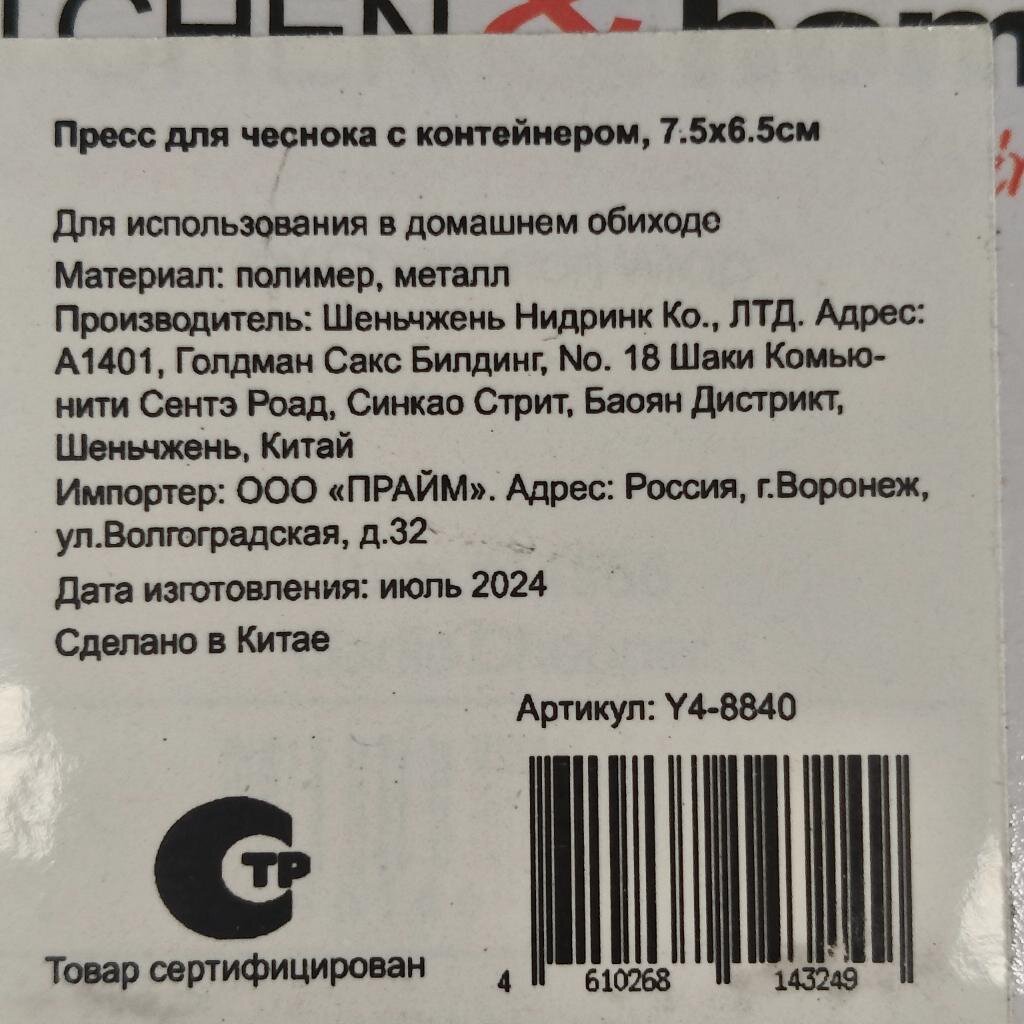 Пресс для чеснока с контейнером, 7.5х6.5см
Для использования в домашнем обиходе
Материал: полимер, металл
Производитель: Шеньчжень Нидринк Ко., ЛТД. Адрес:
А1401, Голдман Сакс Билдинг, No. 18 Шаки Комью-
нити Сентэ Роад, Синкао Стрит, Баоян Дистрикт,
Шеньчжень, Китай
Импортер: ООО «ПРАЙМ». Адрес: Россия, г.Воронеж,
ул.Волгоградская, д.32
Дата изготовления: июль 2024
Сделано в Китае
Артикул: Y4-8840
СТР
Товар сертифицирован
4 610268 143249